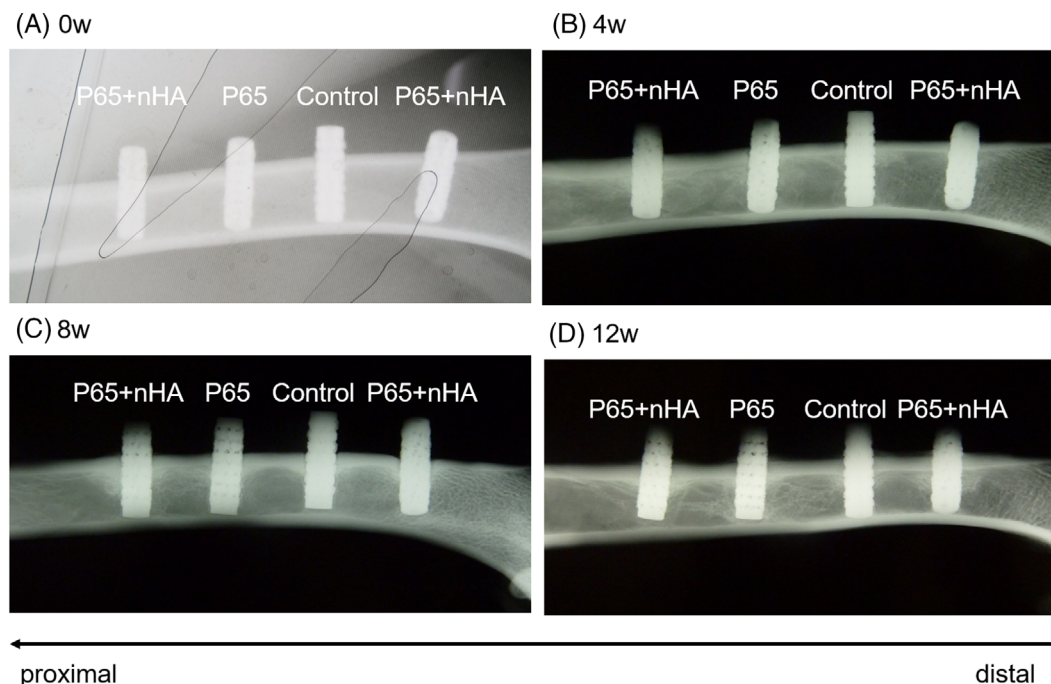 (A) 0w
P65+nHA P65 Control P65+nHA
(B) 4w
P65+nHA P65 Control P65+nHA
(C) 8w
P65+nHA P65 Control P65+nHA
(D) 12w
P65+nHA P65 Control P65+nHA
proximal distal